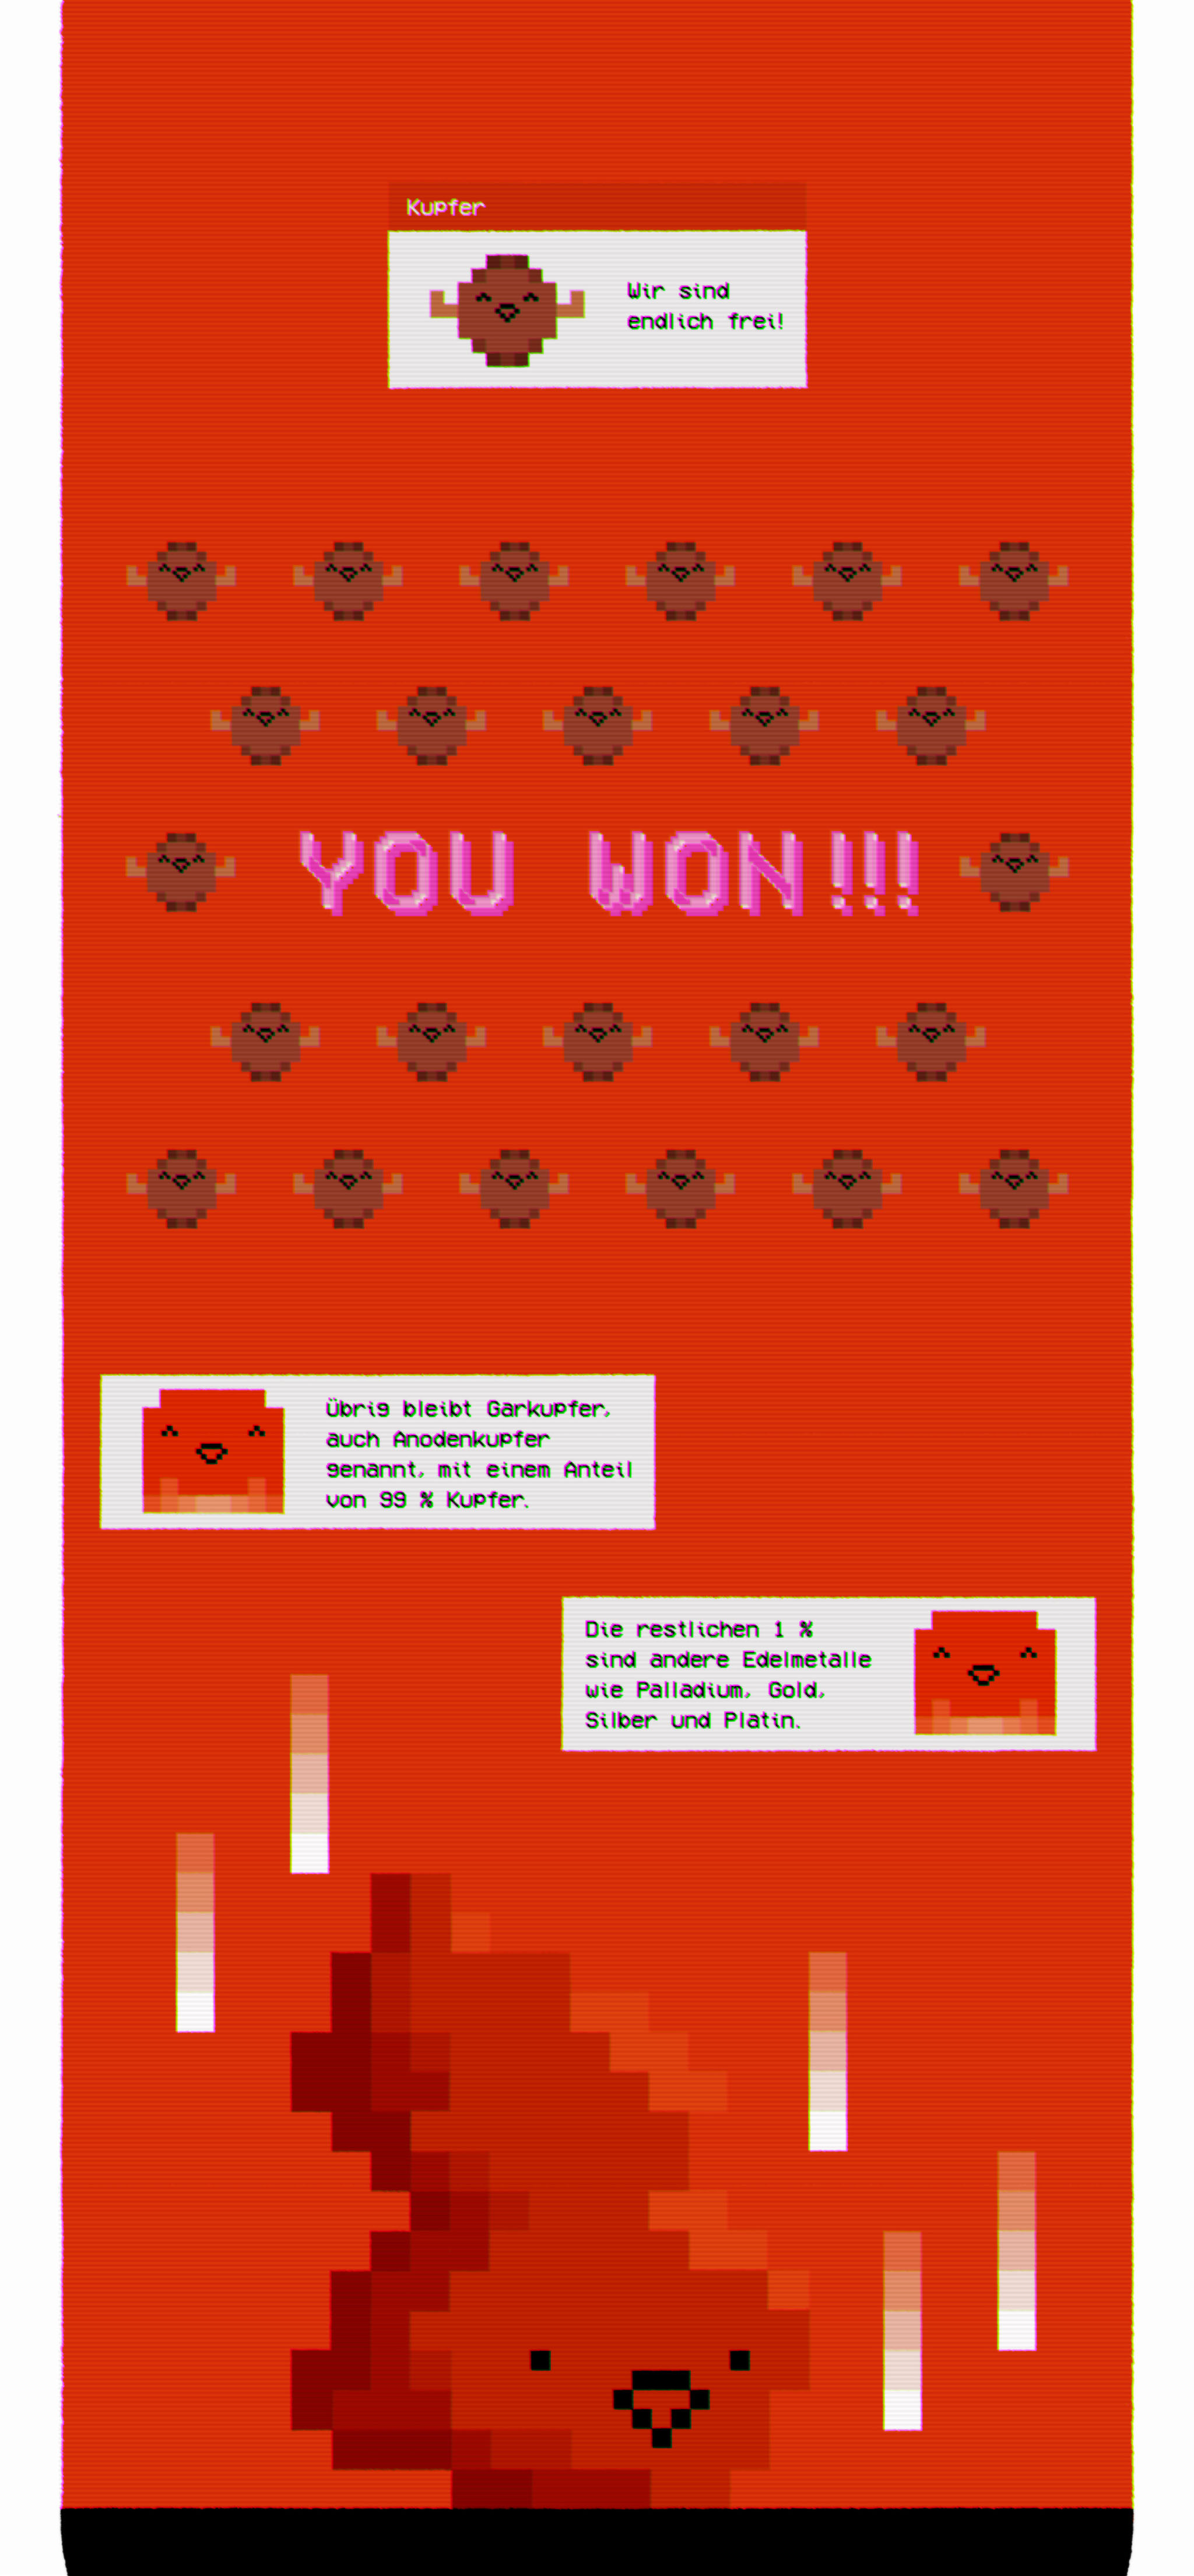 Kupfer
Wir sind
endlich frei!
YOU WON!!!
Übrig bleibt Garkupfer,
auch Anodenkupfer
genannt, mit einem Anteil
von 99 % Kupfer.
Die restlichen 1 %
sind andere Edelmetalle
wie Palladium, Gold,
Silber und Platin.